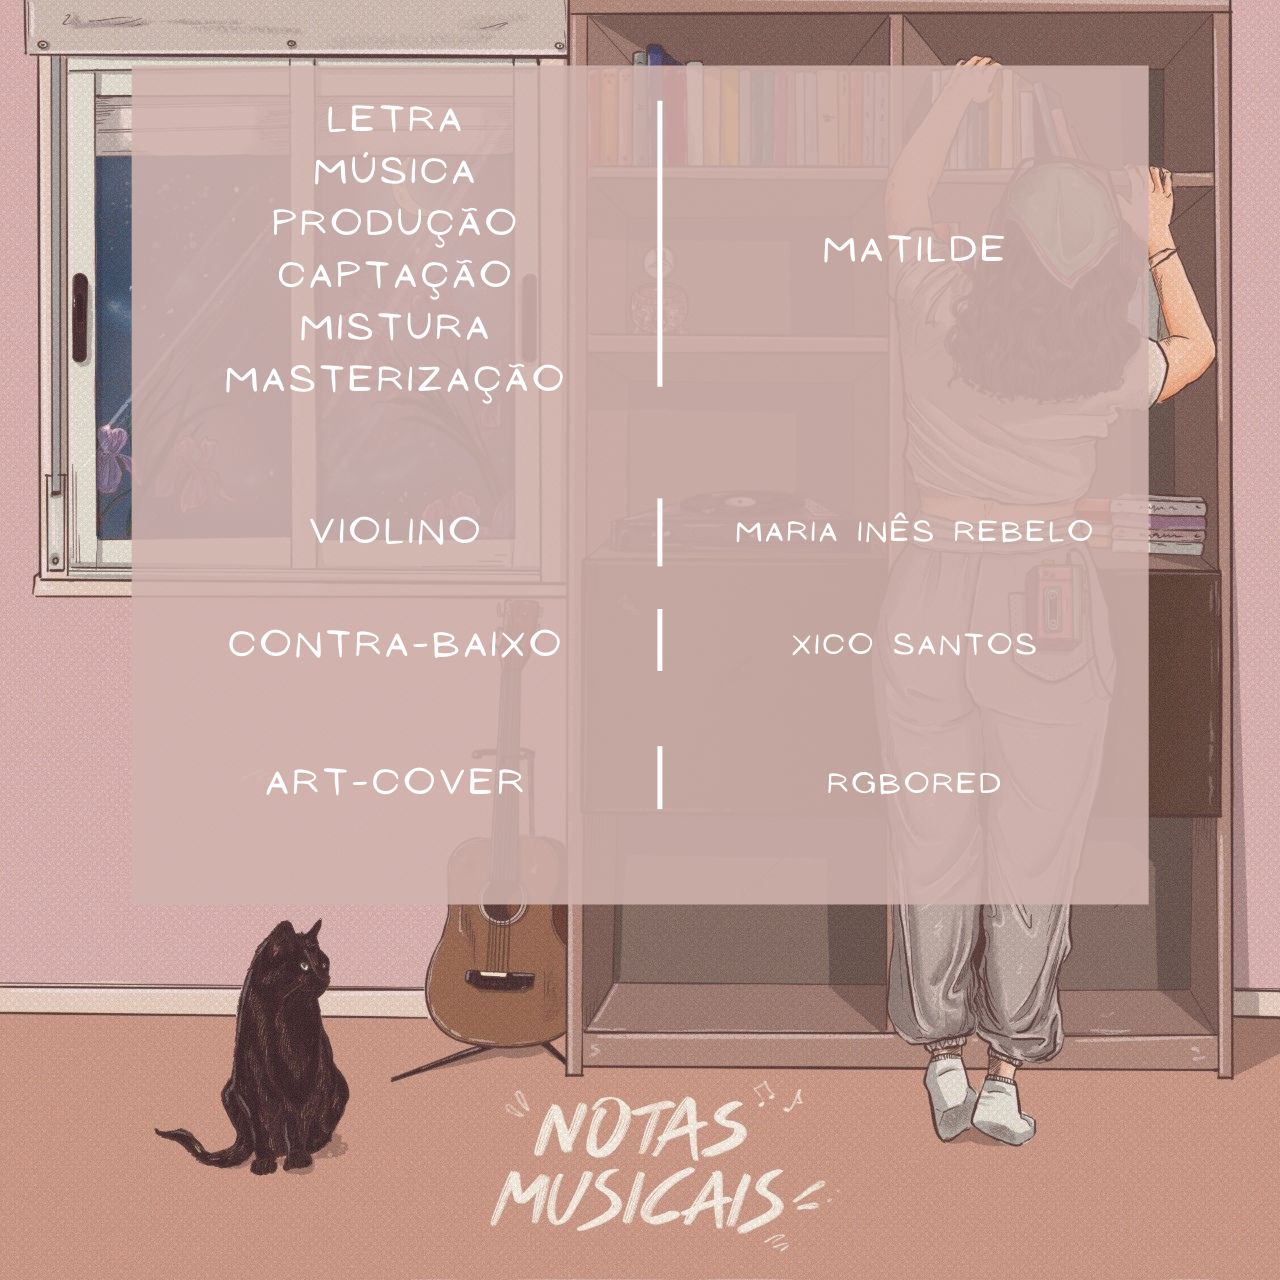 LETRA
MÚSICA
PRODUÇÃO
CAPTAÇÃO
MISTURA
MASTERIZAÇÃO
MATILDE
VIOLINO
MARIA INÊS REBELO
CONTRA-BAIXO
XICO SANTOS
ART-COVER
RGBORED
NOTAS
MUSICAIS